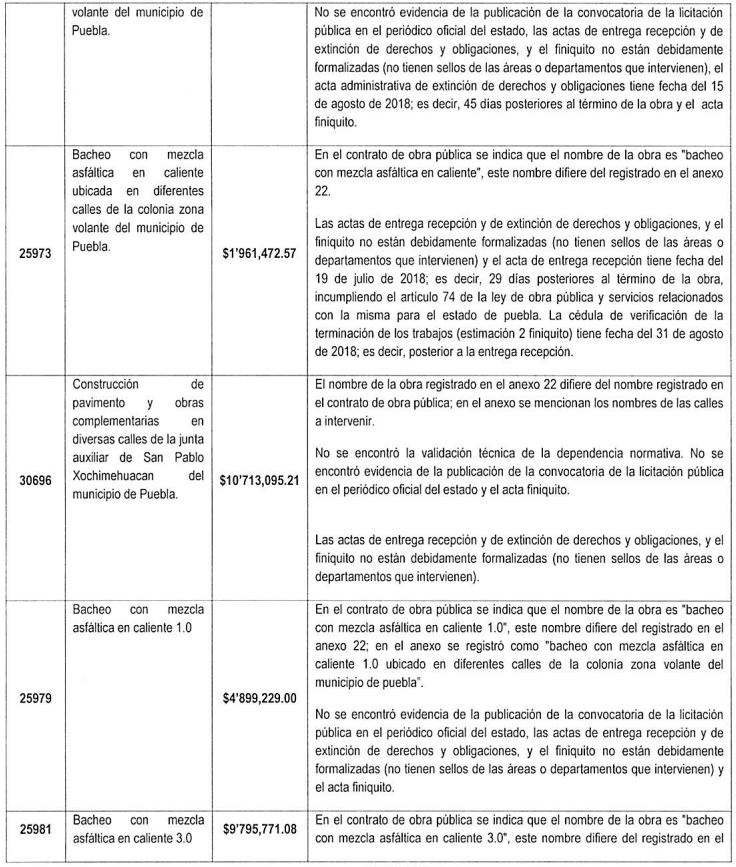 volante del municipio de
Puebla.
No se encontró evidencia de la publicación de la convocatoria de la licitación
pública en el periódico oficial del estado, las actas de entrega recepción y de
extinción de derechos y obligaciones, y el finiquito no están debidamente
formalizadas (no tienen sellos de las áreas o departamentos que intervienen), el
acta administrativa de extinción de derechos y obligaciones tiene fecha del 15
de agosto de 2018; es decir, 45 días posteriores al término de la obra y el acta
finiquito.
25973
Bacheo con mezcla
asfáltica en caliente
ubicada en diferentes
calles de la colonia zona
volante del municipio de
Puebla.
$1'961,472.57
En el contrato de obra pública se indica que el nombre de la obra es "bacheo
con mezcla asfáltica en caliente", este nombre difiere del registrado en el anexo
22.
Las actas de entrega recepción y de extinción de derechos y obligaciones, y el
finiquito no están debidamente formalizadas (no tienen sellos de las áreas o
departamentos que intervienen) y el acta de entrega recepción tiene fecha del
19 de julio de 2018; es decir, 29 días posteriores al término de la obra,
incumpliendo el artículo 74 de la ley de obra pública y servicios relacionados
con la misma para el estado de puebla. La cédula de verificación de la
terminación de los trabajos (estimación 2 finiquito) tiene fecha del 31 de agosto
de 2018; es decir, posterior a la entrega recepción.
30696
Construcción de
pavimento y obras
complementarias en
diversas calles de la junta
auxiliar de San Pablo
Xochimehuacan del
municipio de Puebla.
$10'713,095.21
El nombre de la obra registrado en el anexo 22 difiere del nombre registrado en
el contrato de obra pública; en el anexo se mencionan los nombres de las calles
a intervenir.
No se encontró la validación técnica de la dependencia normativa. No se
encontró evidencia de la publicación de la convocatoria de la licitación pública
en el periódico oficial del estado y el acta finiquito.
Las actas de entrega recepción y de extinción de derechos y obligaciones, y el
finiquito no están debidamente formalizadas (no tienen sellos de las áreas o
departamentos que intervienen).
25979
Bacheo con mezcla
asfáltica en caliente 1.0
$4'899,229.00
En el contrato de obra pública se indica que el nombre de la obra es "bacheo
con mezcla asfáltica en caliente 1.0", este nombre difiere del registrado en el
anexo 22; en el anexo se registró como "bacheo con mezcla asfáltica en
caliente 1.0 ubicado en diferentes calles de la colonia zona volante del
municipio de puebla".
No se encontró evidencia de la publicación de la convocatoria de la licitación
pública en el periódico oficial del estado, las actas de entrega recepción y de
extinción de derechos y obligaciones, y el finiquito no están debidamente
formalizadas (no tienen sellos de las áreas o departamentos que intervienen) y
el acta finiquito.
25981
Bacheo con mezcla
asfáltica en caliente 3.0
$9'795,771.08
En el contrato de obra pública se indica que el nombre de la obra es "bacheo
con mezcla asfáltica en caliente 3.0", este nombre difiere del registrado en el